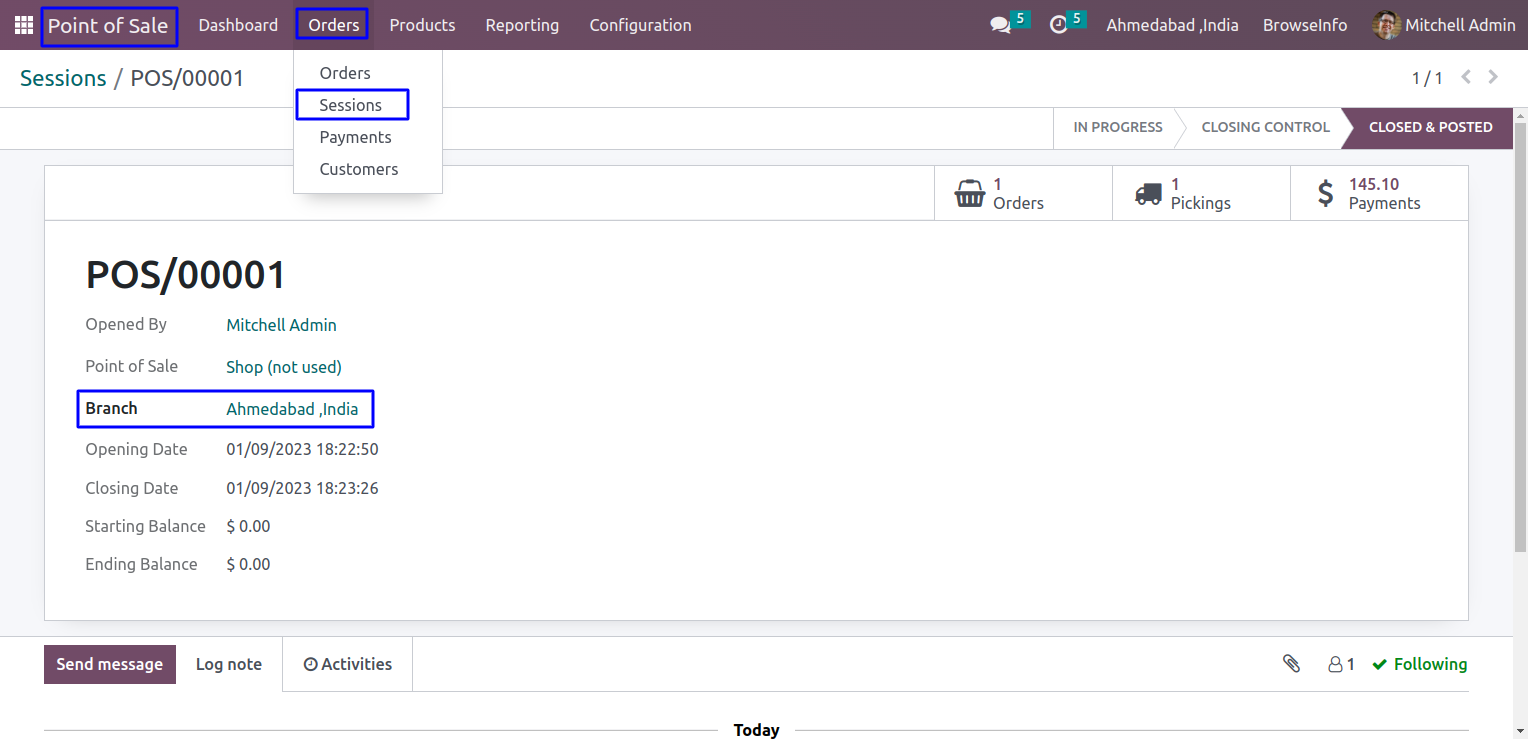 Point of Sale Dashboard Orders Products Reporting Configuration 5 5 Ahmedabad ,India BrowseInfo Mitchell Admin
Sessions / POS/00001 1 / 1
Orders
Sessions
Payments
Customers
IN PROGRESS CLOSING CONTROL CLOSED & POSTED
1 Orders
1 Pickings
145.10 Payments
POS/00001
Opened By Mitchell Admin
Point of Sale Shop (not used)
Branch Ahmedabad ,India
Opening Date 01/09/2023 18:22:50
Closing Date 01/09/2023 18:23:26
Starting Balance $ 0.00
Ending Balance $ 0.00
Send message Log note Activities 1 Following
Today